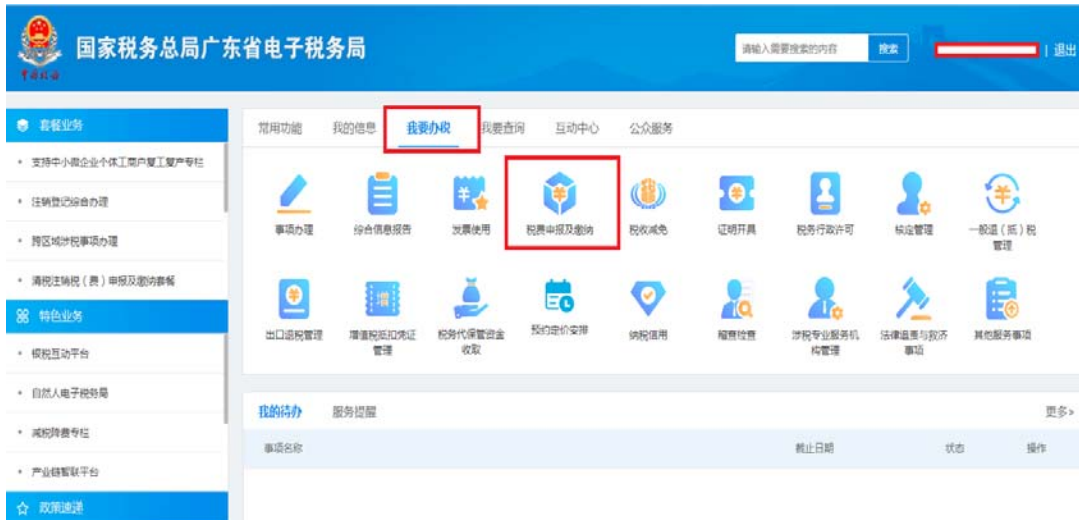 国家税务总局广东省电子税务局
请输入需要搜索的内容
搜索
| 退出
中国税务
套餐业务
支持中小微企业个体工商户复工复产专栏
注销登记综合办理
跨区域涉税事项办理
清税注销税（费）申报及缴纳套餐
特色业务
银税互动平台
自然人电子税务局
减税降费专栏
产业链智联平台
政策速递
常用功能 我的信息 我要办税 我要查询 互动中心 公众服务
事项办理 综合信息报告 发票使用 税费申报及缴纳 税收减免 证明开具 税务行政许可 核定管理 一般退（抵）税
管理
出口退税管理 增值税抵扣凭证 税务代保管资金 预约定价安排 纳税信用 稽查检查 涉税专业服务机 法律追责与救济 其他服务事项
管理 收取 构管理 事项
我的待办 服务提醒 更多»
事项名称 截止日期 状态 操作